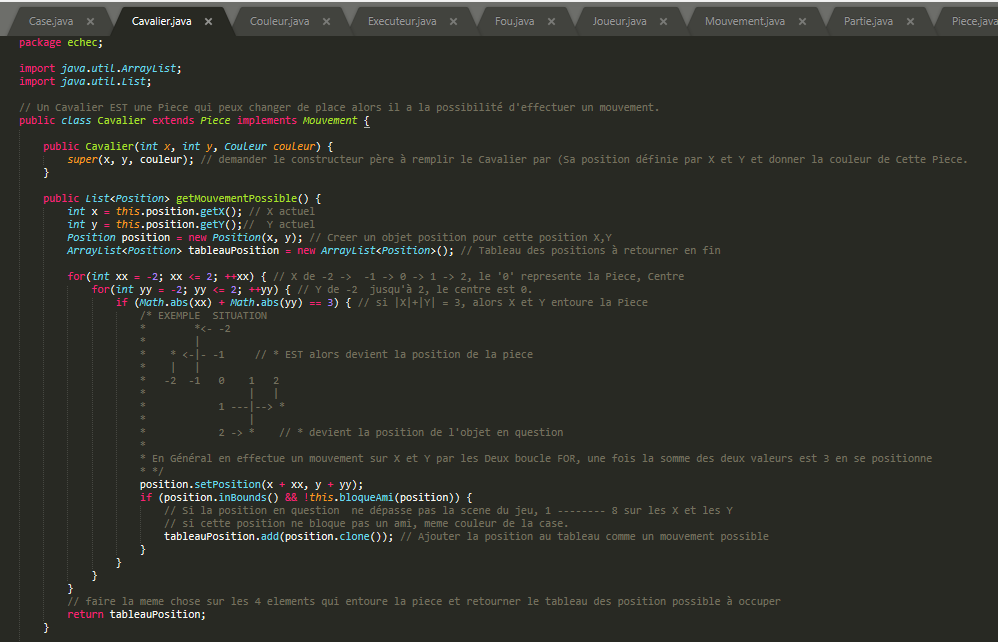 Case.java × Cavalier.java × Couleur.java × Executeur.java × Fou.java × Joueur.java × Mouvement.java × Partie.java × Piece.java
package echec;
import java.util.ArrayList;
import java.util.List;
// Un Cavalier EST une Piece qui peux changer de place alors il a la possibilité d'effectuer un mouvement.
public class Cavalier extends Piece implements Mouvement {
public Cavalier(int x, int y, Couleur couleur) {
super(x, y, couleur); // demander le constructeur père à remplir le Cavalier par (Sa position définie par X et Y et donner la couleur de Cette Piece.
}
public List<Position> getMouvementPossible() {
int x = this.position.getX(); // X actuel
int y = this.position.getY();//  Y actuel
Position position = new Position(x, y); // Creer un objet position pour cette position X,Y
ArrayList<Position> tableauPosition = new ArrayList<Position>(); // Tableau des positions à retourner en fin
for(int xx = -2; xx <= 2; ++xx) { // X de -2 ->  -1 -> 0 -> 1 -> 2, le '0' represente la Piece, Centre
for(int yy = -2; yy <= 2; ++yy) { // Y de -2  jusqu'à 2, le centre est 0.
if (Math.abs(xx) + Math.abs(yy) == 3) { // si |X|+|Y| = 3, alors X et Y entoure la Piece
/* EXEMPLE  SITUATION
*        *<- -2
*        |
*    * <-|- -1     // * EST alors devient la position de la piece
*    |   |
*   -2  -1   0    1   2
*                 |   |
*            1 ---|--> *
*                 |
*            2 -> *    // * devient la position de l'objet en question
*
* En Général en effectue un mouvement sur X et Y par les Deux boucle FOR, une fois la somme des deux valeurs est 3 en se positionne
* */
position.setPosition(x + xx, y + yy);
if (position.inBounds() && !this.bloqueAmi(position)) {
// Si la position en question  ne dépasse pas la scene du jeu, 1 -------- 8 sur les X et les Y
// si cette position ne bloque pas un ami, meme couleur de la case.
tableauPosition.add(position.clone()); // Ajouter la position au tableau comme un mouvement possible
}
}
}
}
// faire la meme chose sur les 4 elements qui entoure la piece et retourner le tableau des position possible à occuper
return tableauPosition;
}